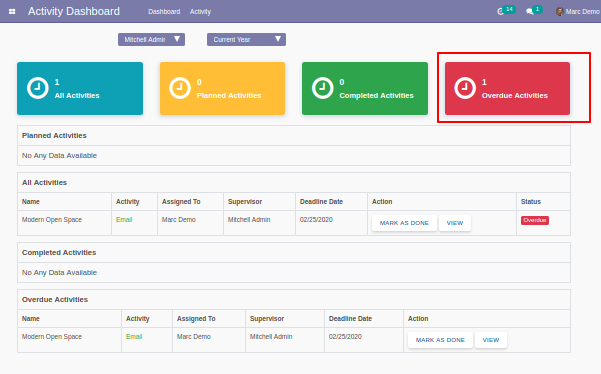 Activity Dashboard Dashboard Activity 14 1 Marc Demo
Mitchell Admi Current Year
1 0 0 1
All Activities Planned Activities Completed Activities Overdue Activities
Planned Activities
No Any Data Available
All Activities
Name Activity Assigned To Supervisor Deadline Date Action Status
Modern Open Space Email Marc Demo Mitchell Admin 02/25/2020 MARK AS DONE VIEW Overdue
Completed Activities
No Any Data Available
Overdue Activities
Name Activity Assigned To Supervisor Deadline Date Action
Modern Open Space Email Marc Demo Mitchell Admin 02/25/2020 MARK AS DONE VIEW